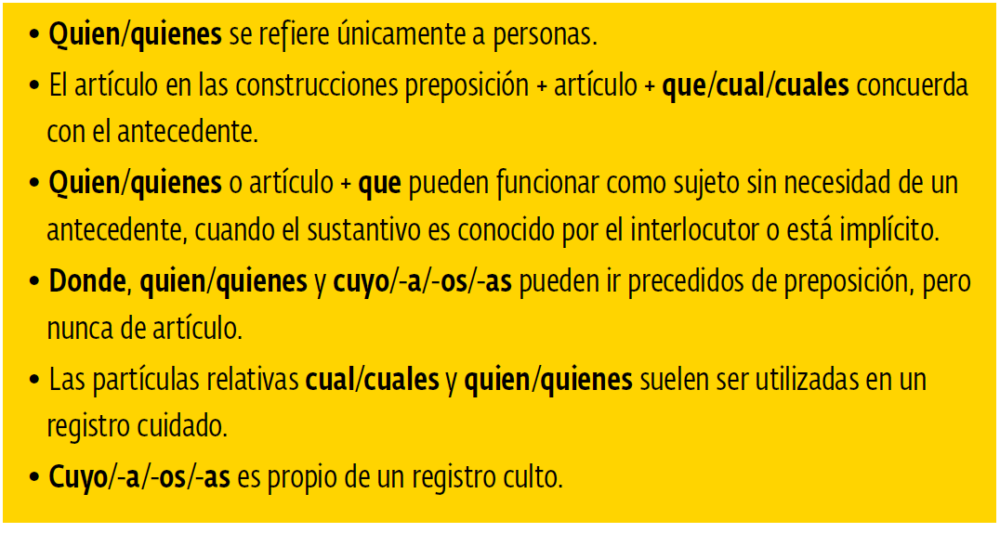 • Quien/quienes se refiere únicamente a personas.
• El artículo en las construcciones preposición + artículo + que/cual/cuales concuerda
con el antecedente.
• Quien/quienes o artículo + que pueden funcionar como sujeto sin necesidad de un
antecedente, cuando el sustantivo es conocido por el interlocutor o está implícito.
• Donde, quien/quienes y cuyo/-a/-os/-as pueden ir precedidos de preposición, pero
nunca de artículo.
• Las partículas relativas cual/cuales y quien/quienes suelen ser utilizadas en un
registro cuidado.
• Cuyo/-a/-os/-as es propio de un registro culto.